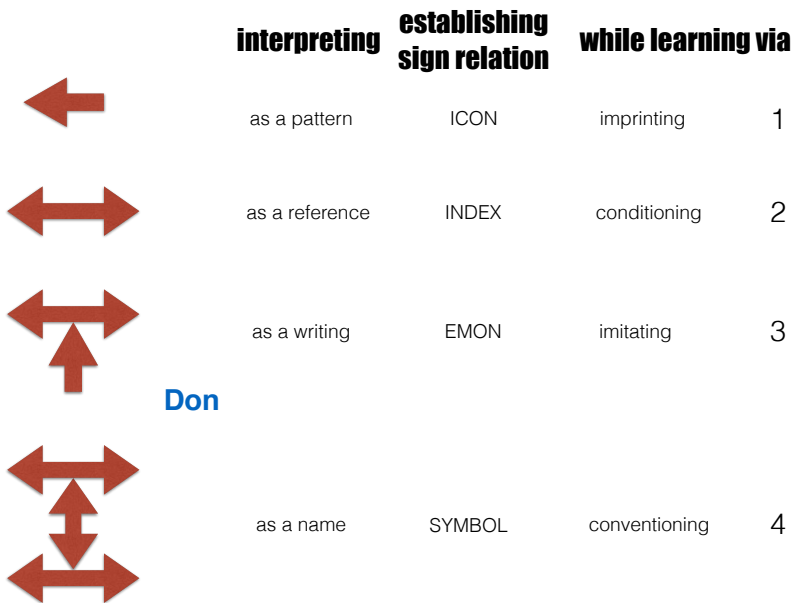 interpreting establishing sign relation while learning via
as a pattern ICON imprinting 1
as a reference INDEX conditioning 2
as a writing EMON imitating 3
Don
as a name SYMBOL conventioning 4